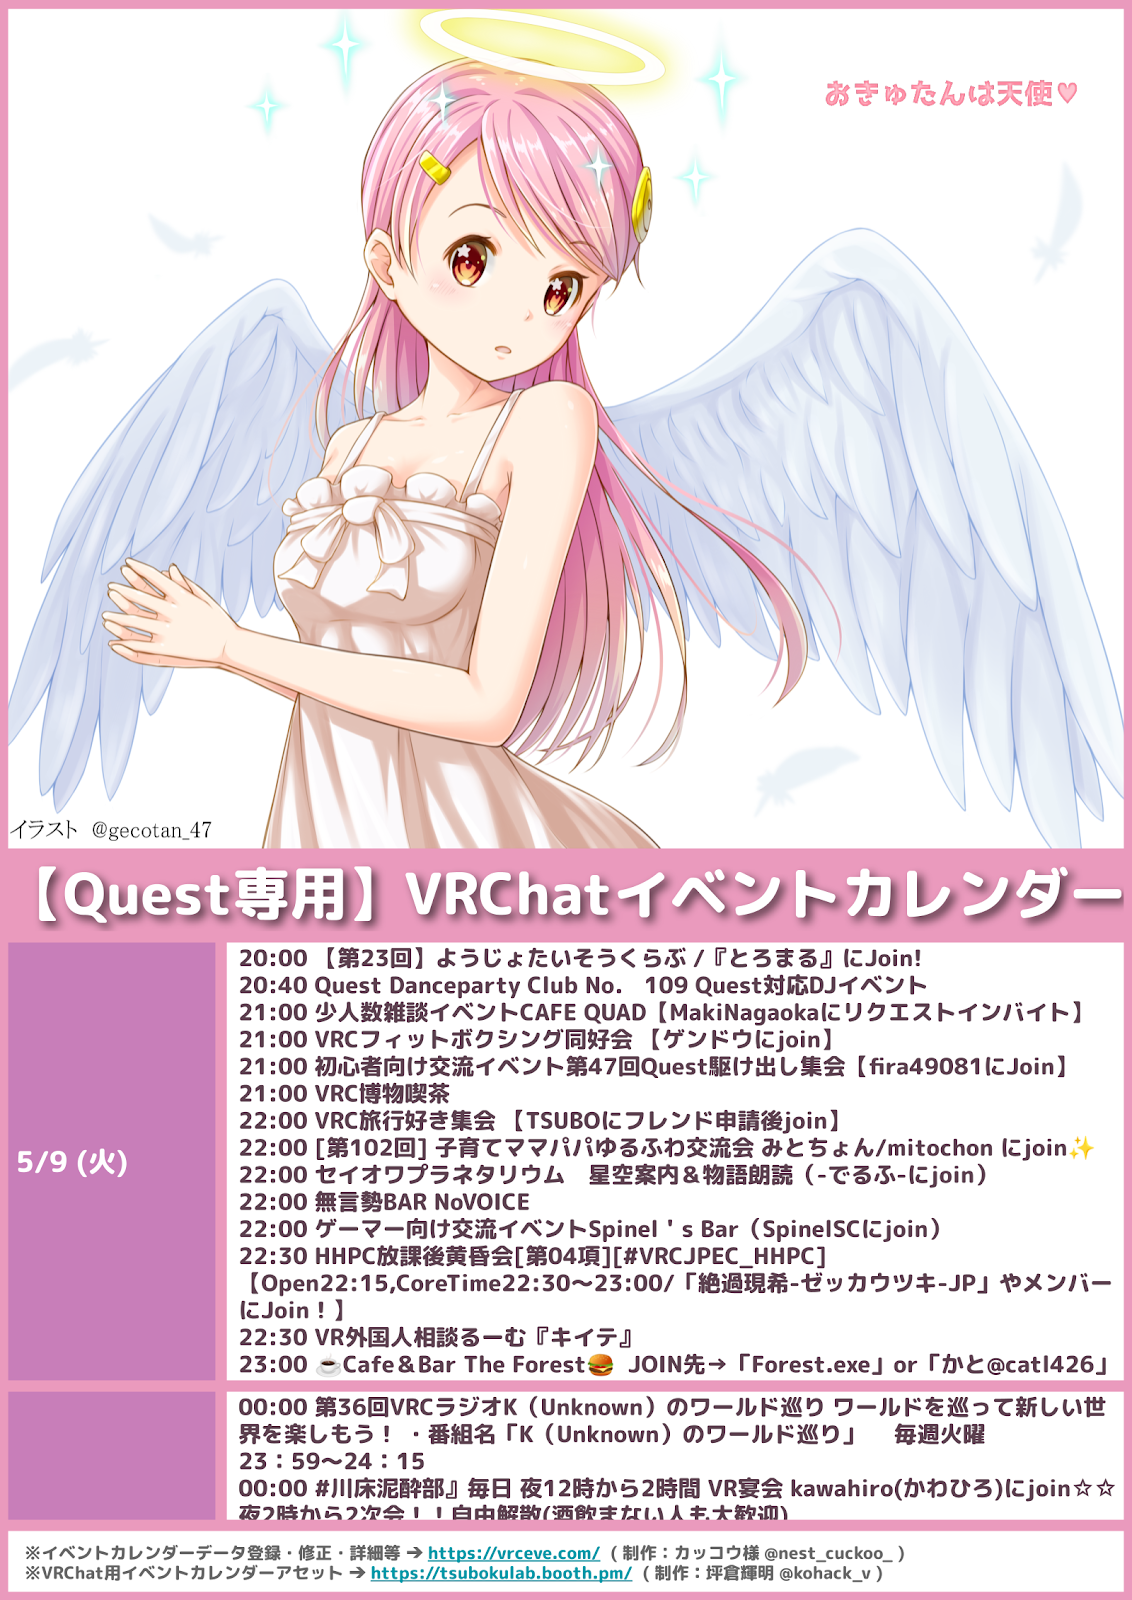 おきゅたんは天使♥
イラスト @gecotan_47
【Quest専用】VRChatイベントカレンダー
5/9 (火)
20:00 【第23回】ようじょたいそうくらぶ /『とろまる』にJoin!
20:40 Quest Danceparty Club No. 109 Quest対応DJイベント
21:00 少人数雑談イベントCAFE QUAD【MakiNagaokaにリクエストインバイト】
21:00 VRCフィットボクシング同好会 【ゲンドウにjoin】
21:00 初心者向け交流イベント第47回Quest駆け出し集会【fira49081にJoin】
21:00 VRC博物喫茶
22:00 VRC旅行好き集会 【TSUBOにフレンド申請後join】
22:00 [第102回] 子育てママパパゆるふわ交流会 みとちょん/mitochon にjoin✨
22:00 セイオワプラネタリウム 星空案内＆物語朗読（-でるふ-にjoin）
22:00 無言勢BAR NoVOICE
22:00 ゲーマー向け交流イベントSpinel ' s Bar（SpinelSCにjoin）
22:30 HHPC放課後黄昏会[第04項][#VRCJPEC_HHPC]
【Open22:15,CoreTime22:30〜23:00/「絶過現希-ゼッカウツキ-JP」やメンバー
にJoin！】
22:30 VR外国人相談るーむ『キイテ』
23:00 ☕Cafe＆Bar The Forest🍔 JOIN先→「Forest.exe」or「かと@catl426」
00:00 第36回VRCラジオK（Unknown）のワールド巡り ワールドを巡って新しい世
界を楽しもう！ ・番組名「K（Unknown）のワールド巡り」 毎週火曜
23：59〜24：15
00:00 #川床泥酔部』毎日 夜12時から2時間 VR宴会 kawahiro(かわひろ)にjoin☆☆
夜2時から2次会！！自由解散(酒飲まない人も大歓迎)
※イベントカレンダーデータ登録・修正・詳細等 → https://vrceve.com/ ( 制作：カッコウ様 @nest_cuckoo_ )
※VRChat用イベントカレンダーアセット → https://tsubokulab.booth.pm/ ( 制作：坪倉輝明 @kohack_v )